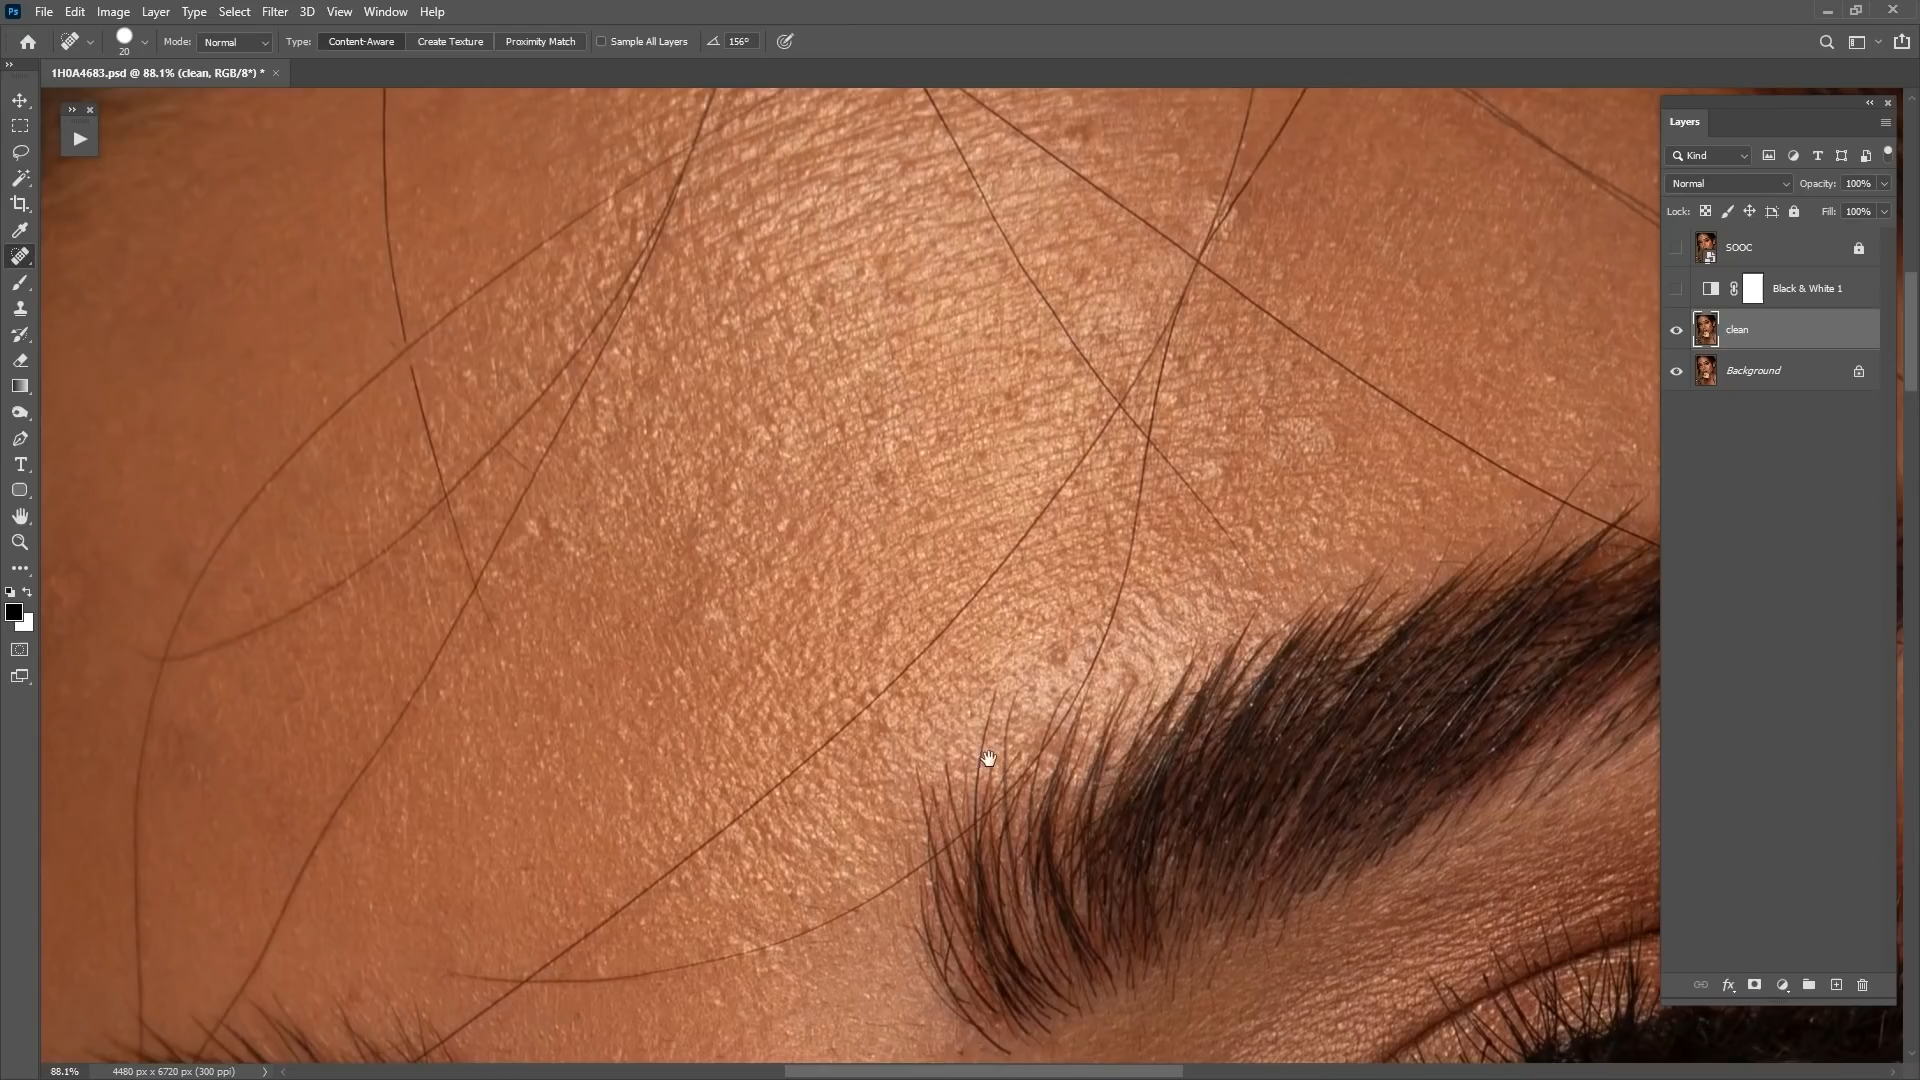 Ps File Edit Image Layer Type Select Filter 3D View Window Help
20 Mode: Normal Type: Content-Aware Create Texture Proximity Match Sample All Layers 156°
1H0A4683.psd @ 88.1% (clean, RGB/8*) *
Layers
Kind
Normal Opacity: 100%
Lock: Fill: 100%
SOOC
Black & White 1
clean
Background
fx
88.1% 4480 px x 6720 px (300 ppi)